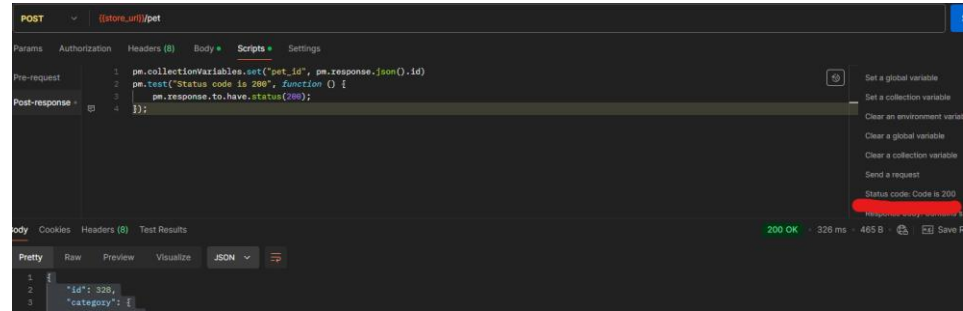 POST {{store_url}}/pet
Params Authorization Headers (8) Body Scripts Settings
Pre-request
Post-response
1 pm.collectionVariables.set("pet_id", pm.response.json().id)
2 pm.test("Status code is 200", function () {
3 pm.response.to.have.status(200);
4 });
Set a global variable
Set a collection variable
Clear an environment varia
Clear a global variable
Clear a collection variable
Send a request
Status code: Code is 200
ody Cookies Headers (8) Test Results 200 OK 326 ms 465 B Save R
Pretty Raw Preview Visualize JSON
1 {
2 "id": 328,
3 "category": {